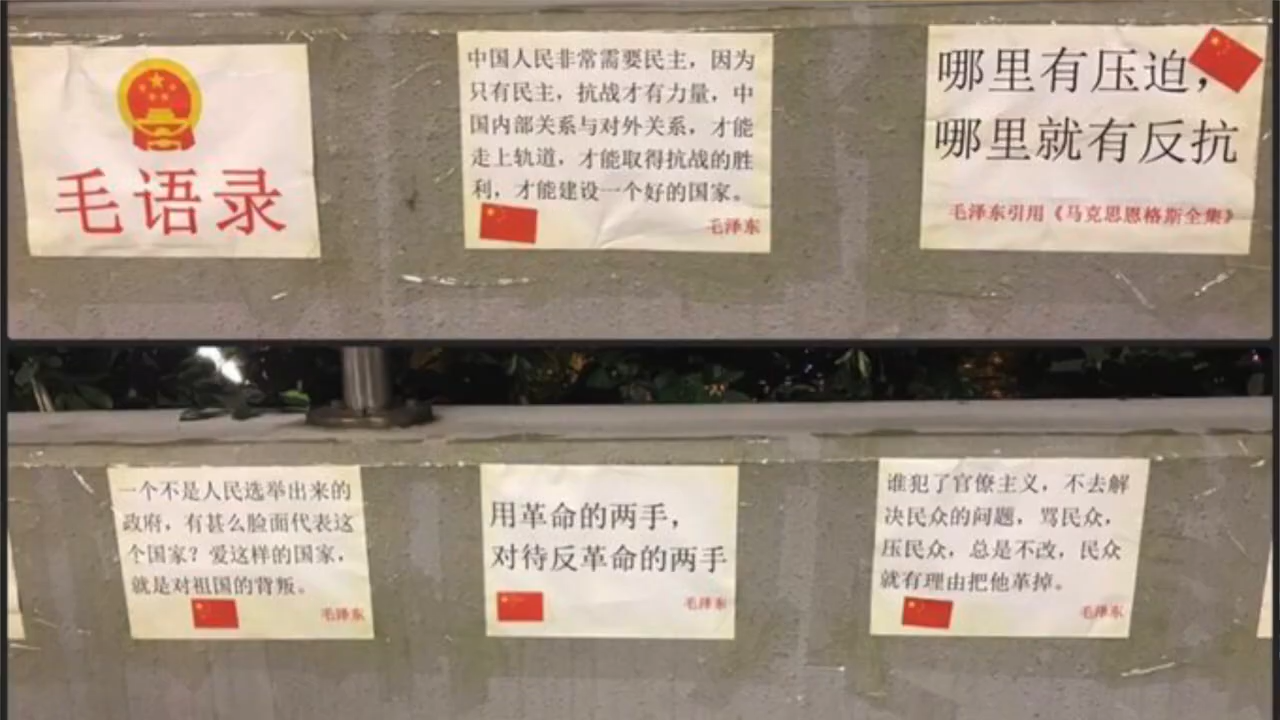 毛语录
中国人民非常需要民主，因为
只有民主，抗战才有力量，中
国内部关系与对外关系，才能
走上轨道，才能取得抗战的胜
利，才能建设一个好的国家。
毛泽东
哪里有压迫，
哪里就有反抗
毛泽东引用《马克思恩格斯全集》
一个不是人民选举出来的
政府，有甚么脸面代表这
个国家？爱这样的国家，
就是对祖国的背叛。
毛泽东
用革命的两手，
对待反革命的两手
毛泽东
谁犯了官僚主义，不去解
决民众的问题，骂民众，
压民众，总是不改，民众
就有理由把他革掉。
毛泽东